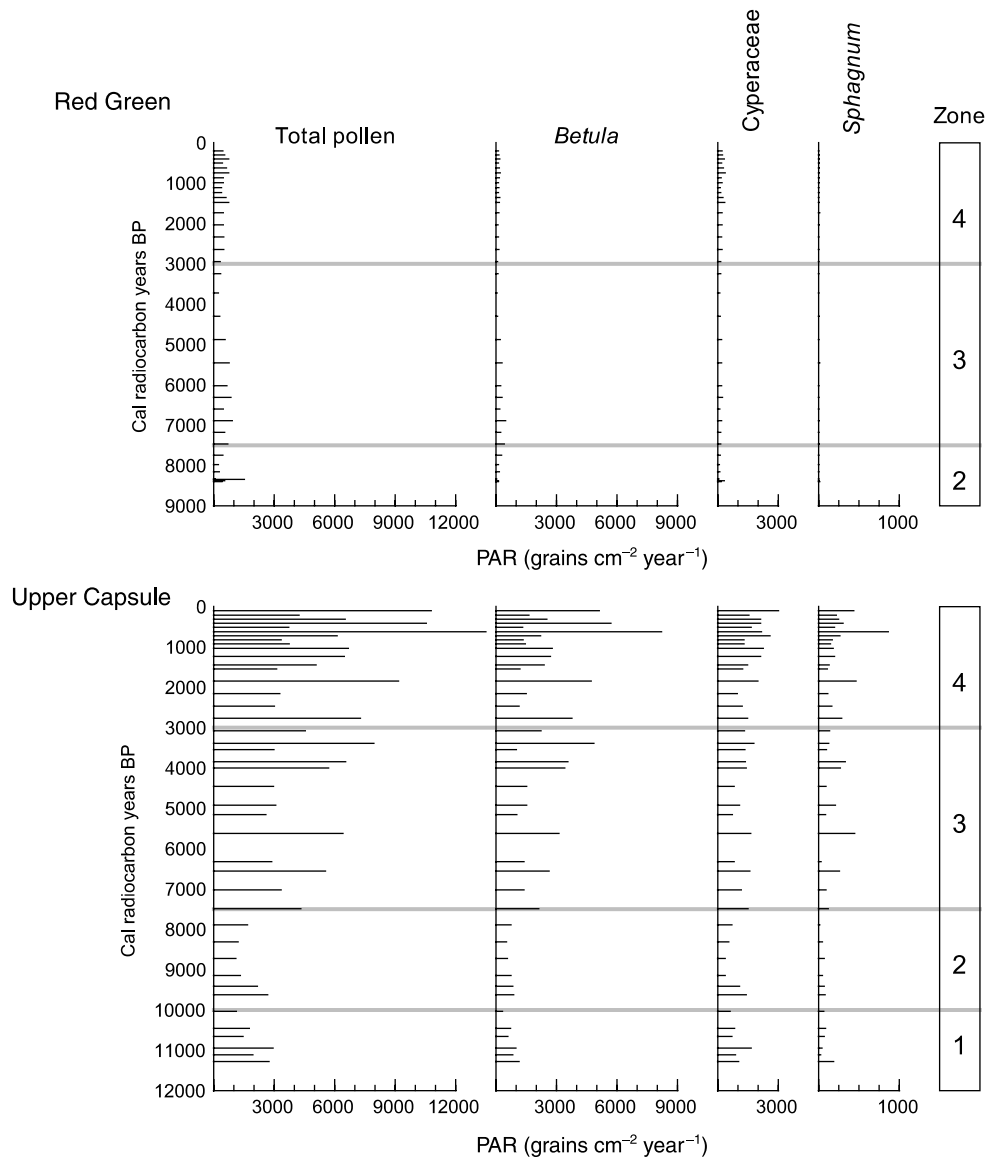 Red Green
Total pollen
Betula
Cyperaceae
Sphagnum
Zone
Cal radiocarbon years BP
0
1000
2000
3000
4000
5000
6000
7000
8000
9000
4
3
2
3000 6000 9000 12000 3000 6000 9000 3000 1000
PAR (grains cm⁻² year⁻¹)
Upper Capsule
Cal radiocarbon years BP
0
1000
2000
3000
4000
5000
6000
7000
8000
9000
10000
11000
12000
4
3
2
1
3000 6000 9000 12000 3000 6000 9000 3000 1000
PAR (grains cm⁻² year⁻¹)